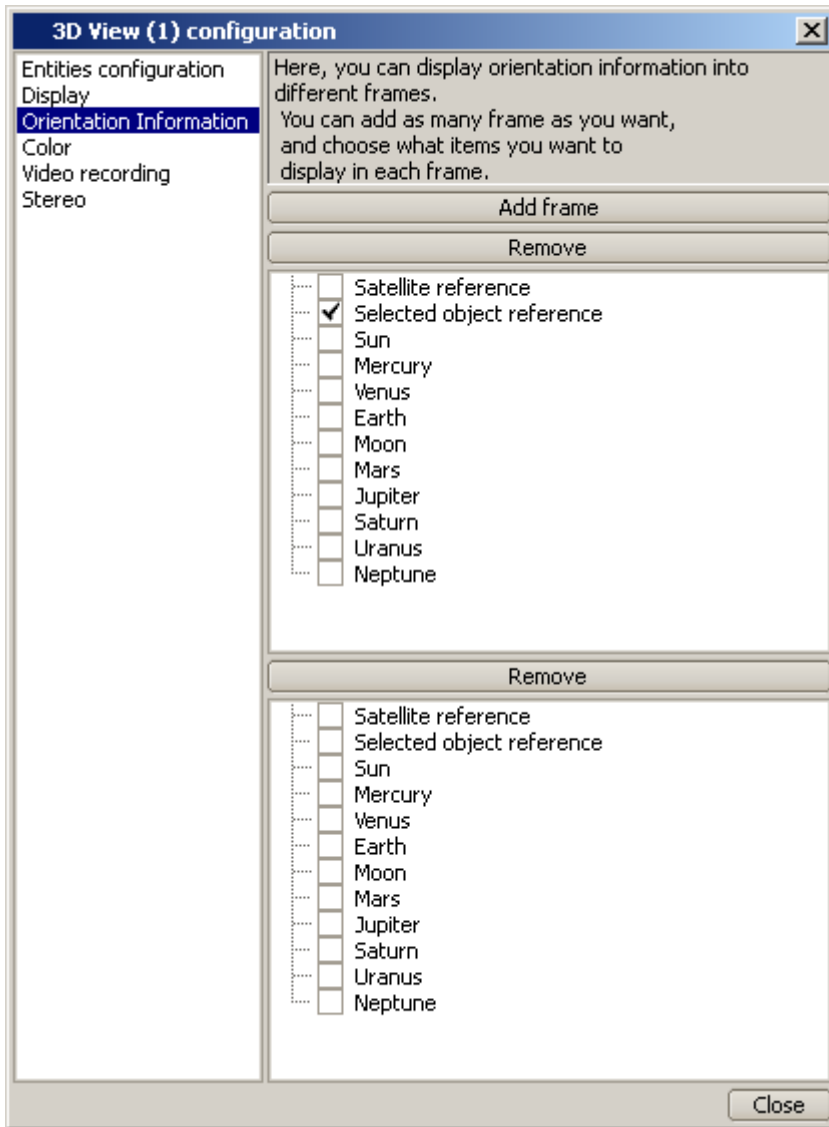 3D View (1) configuration
Entities configuration
Display
Orientation Information
Color
Video recording
Stereo
Here, you can display orientation information into
different frames.
You can add as many frame as you want,
and choose what items you want to
display in each frame.
Add frame
Remove
Satellite reference
Selected object reference
Sun
Mercury
Venus
Earth
Moon
Mars
Jupiter
Saturn
Uranus
Neptune
Remove
Satellite reference
Selected object reference
Sun
Mercury
Venus
Earth
Moon
Mars
Jupiter
Saturn
Uranus
Neptune
Close